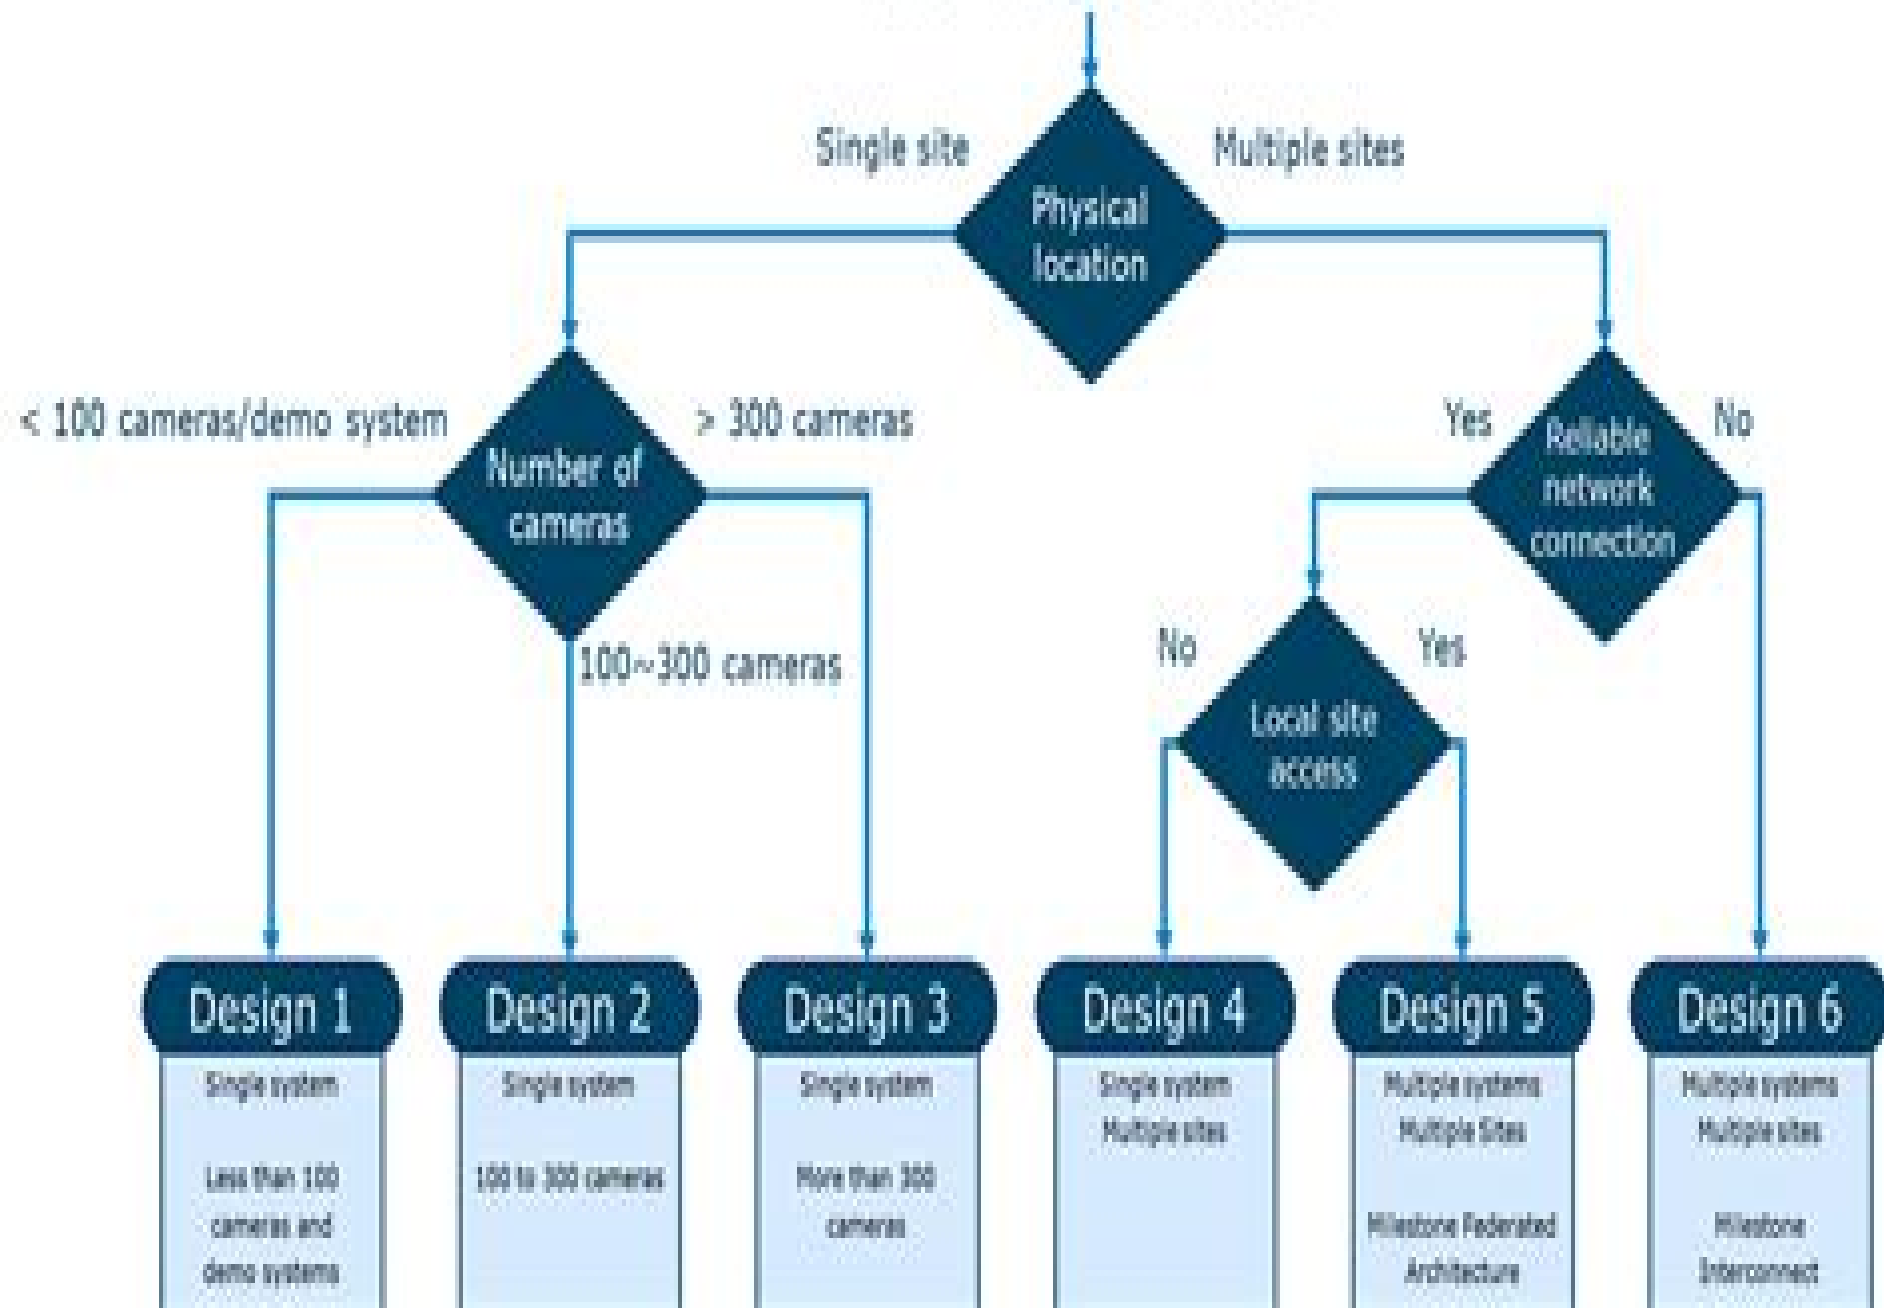 Single site
Multiple sites
Physical
location
< 100 cameras/demo system
> 300 cameras
Number of
cameras
100~300 cameras
Yes
No
Reliable
network
connection
No
Yes
Local site
access
Design 1
Single system
Less than 100
cameras and
demo systems
Design 2
Single system
100 to 300 cameras
Design 3
Single system
More than 300
cameras
Design 4
Single system
Multiple sites
Design 5
Multiple systems
Multiple Sites
Milestone Federated
Architecture
Design 6
Multiple systems
Multiple sites
Milestone
Interconnect